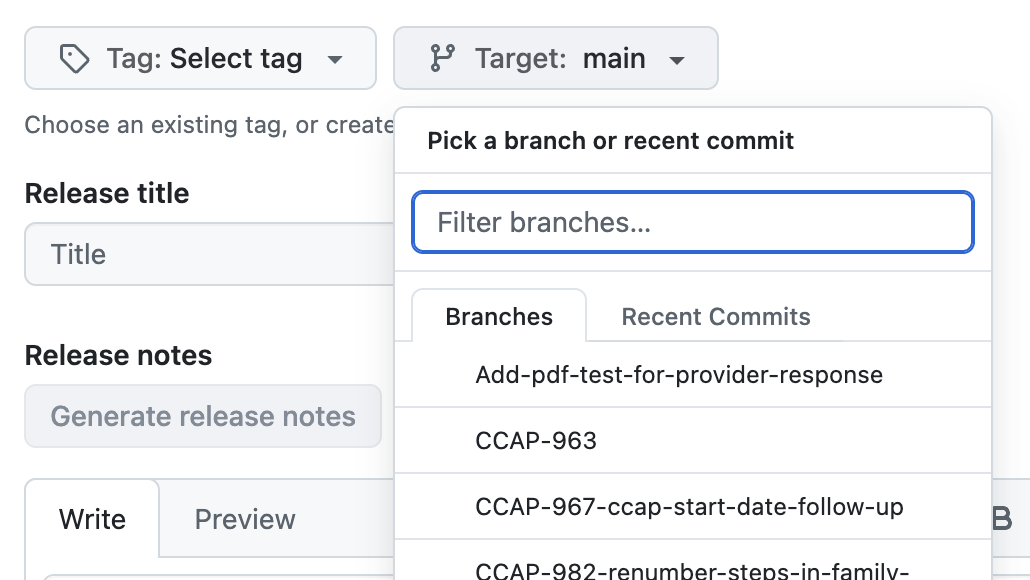 Tag: Select tag
Target: main
Choose an existing tag, or create
Pick a branch or recent commit
Release title
Filter branches...
Title
Branches
Recent Commits
Release notes
Add-pdf-test-for-provider-response
Generate release notes
CCAP-963
CCAP-967-ccap-start-date-follow-up
Write
Preview
B
CCAP-982-renumber-steps-in-family-